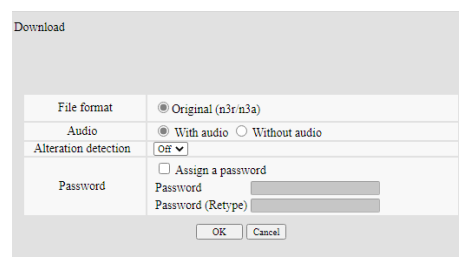 Download
File format
Original (n3r/n3a)
Audio
With audio Without audio
Alteration detection
Off
Password
Assign a password
Password
Password (Retype)
OK Cancel